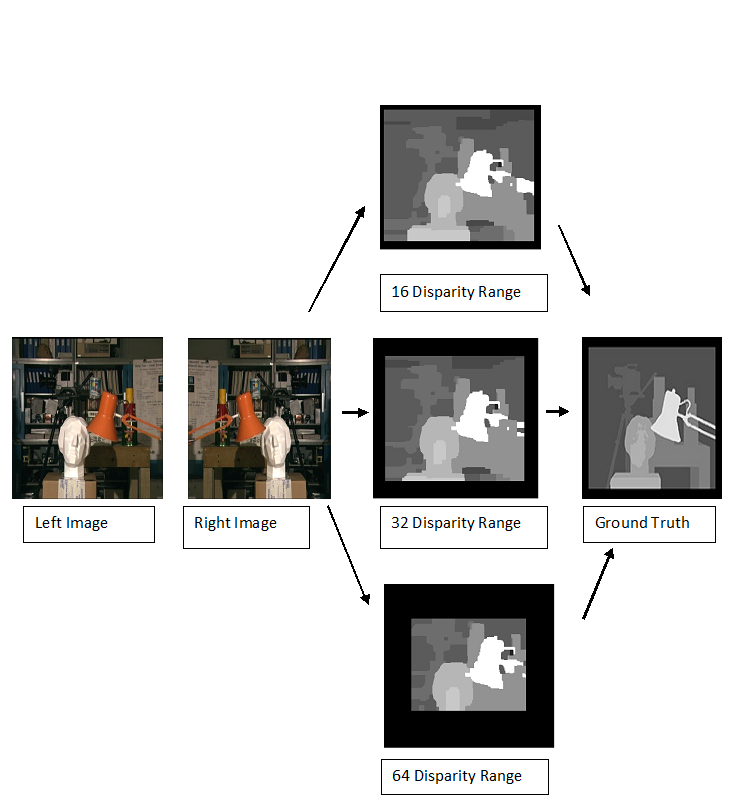 16 Disparity Range
Left Image
Right Image
32 Disparity Range
Ground Truth
64 Disparity Range